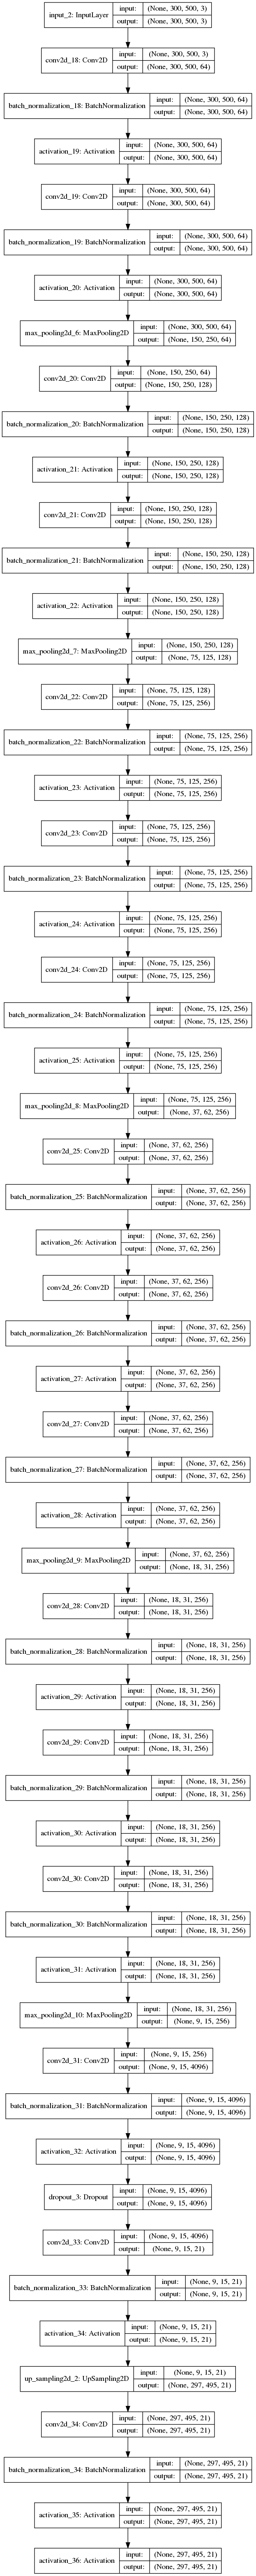 input_2: InputLayer
input: (None, 300, 500, 3)
output: (None, 300, 500, 3)
conv2d_18: Conv2D
input: (None, 300, 500, 3)
output: (None, 300, 500, 64)
batch_normalization_18: BatchNormalization
input: (None, 300, 500, 64)
output: (None, 300, 500, 64)
activation_19: Activation
input: (None, 300, 500, 64)
output: (None, 300, 500, 64)
conv2d_19: Conv2D
input: (None, 300, 500, 64)
output: (None, 300, 500, 64)
batch_normalization_19: BatchNormalization
input: (None, 300, 500, 64)
output: (None, 300, 500, 64)
activation_20: Activation
input: (None, 300, 500, 64)
output: (None, 300, 500, 64)
max_pooling2d_6: MaxPooling2D
input: (None, 300, 500, 64)
output: (None, 150, 250, 64)
conv2d_20: Conv2D
input: (None, 150, 250, 64)
output: (None, 150, 250, 128)
batch_normalization_20: BatchNormalization
input: (None, 150, 250, 128)
output: (None, 150, 250, 128)
activation_21: Activation
input: (None, 150, 250, 128)
output: (None, 150, 250, 128)
conv2d_21: Conv2D
input: (None, 150, 250, 128)
output: (None, 150, 250, 128)
batch_normalization_21: BatchNormalization
input: (None, 150, 250, 128)
output: (None, 150, 250, 128)
activation_22: Activation
input: (None, 150, 250, 128)
output: (None, 150, 250, 128)
max_pooling2d_7: MaxPooling2D
input: (None, 150, 250, 128)
output: (None, 75, 125, 128)
conv2d_22: Conv2D
input: (None, 75, 125, 128)
output: (None, 75, 125, 256)
batch_normalization_22: BatchNormalization
input: (None, 75, 125, 256)
output: (None, 75, 125, 256)
activation_23: Activation
input: (None, 75, 125, 256)
output: (None, 75, 125, 256)
conv2d_23: Conv2D
input: (None, 75, 125, 256)
output: (None, 75, 125, 256)
batch_normalization_23: BatchNormalization
input: (None, 75, 125, 256)
output: (None, 75, 125, 256)
activation_24: Activation
input: (None, 75, 125, 256)
output: (None, 75, 125, 256)
conv2d_24: Conv2D
input: (None, 75, 125, 256)
output: (None, 75, 125, 256)
batch_normalization_24: BatchNormalization
input: (None, 75, 125, 256)
output: (None, 75, 125, 256)
activation_25: Activation
input: (None, 75, 125, 256)
output: (None, 75, 125, 256)
max_pooling2d_8: MaxPooling2D
input: (None, 75, 125, 256)
output: (None, 37, 62, 256)
conv2d_25: Conv2D
input: (None, 37, 62, 256)
output: (None, 37, 62, 256)
batch_normalization_25: BatchNormalization
input: (None, 37, 62, 256)
output: (None, 37, 62, 256)
activation_26: Activation
input: (None, 37, 62, 256)
output: (None, 37, 62, 256)
conv2d_26: Conv2D
input: (None, 37, 62, 256)
output: (None, 37, 62, 256)
batch_normalization_26: BatchNormalization
input: (None, 37, 62, 256)
output: (None, 37, 62, 256)
activation_27: Activation
input: (None, 37, 62, 256)
output: (None, 37, 62, 256)
conv2d_27: Conv2D
input: (None, 37, 62, 256)
output: (None, 37, 62, 256)
batch_normalization_27: BatchNormalization
input: (None, 37, 62, 256)
output: (None, 37, 62, 256)
activation_28: Activation
input: (None, 37, 62, 256)
output: (None, 37, 62, 256)
max_pooling2d_9: MaxPooling2D
input: (None, 37, 62, 256)
output: (None, 18, 31, 256)
conv2d_28: Conv2D
input: (None, 18, 31, 256)
output: (None, 18, 31, 256)
batch_normalization_28: BatchNormalization
input: (None, 18, 31, 256)
output: (None, 18, 31, 256)
activation_29: Activation
input: (None, 18, 31, 256)
output: (None, 18, 31, 256)
conv2d_29: Conv2D
input: (None, 18, 31, 256)
output: (None, 18, 31, 256)
batch_normalization_29: BatchNormalization
input: (None, 18, 31, 256)
output: (None, 18, 31, 256)
activation_30: Activation
input: (None, 18, 31, 256)
output: (None, 18, 31, 256)
conv2d_30: Conv2D
input: (None, 18, 31, 256)
output: (None, 18, 31, 256)
batch_normalization_30: BatchNormalization
input: (None, 18, 31, 256)
output: (None, 18, 31, 256)
activation_31: Activation
input: (None, 18, 31, 256)
output: (None, 18, 31, 256)
max_pooling2d_10: MaxPooling2D
input: (None, 18, 31, 256)
output: (None, 9, 15, 256)
conv2d_31: Conv2D
input: (None, 9, 15, 256)
output: (None, 9, 15, 4096)
batch_normalization_31: BatchNormalization
input: (None, 9, 15, 4096)
output: (None, 9, 15, 4096)
activation_32: Activation
input: (None, 9, 15, 4096)
output: (None, 9, 15, 4096)
dropout_3: Dropout
input: (None, 9, 15, 4096)
output: (None, 9, 15, 4096)
conv2d_33: Conv2D
input: (None, 9, 15, 4096)
output: (None, 9, 15, 21)
batch_normalization_33: BatchNormalization
input: (None, 9, 15, 21)
output: (None, 9, 15, 21)
activation_34: Activation
input: (None, 9, 15, 21)
output: (None, 9, 15, 21)
up_sampling2d_2: UpSampling2D
input: (None, 9, 15, 21)
output: (None, 297, 495, 21)
conv2d_34: Conv2D
input: (None, 297, 495, 21)
output: (None, 297, 495, 21)
batch_normalization_34: BatchNormalization
input: (None, 297, 495, 21)
output: (None, 297, 495, 21)
activation_35: Activation
input: (None, 297, 495, 21)
output: (None, 297, 495, 21)
activation_36: Activation
input: (None, 297, 495, 21)
output: (None, 297, 495, 21)